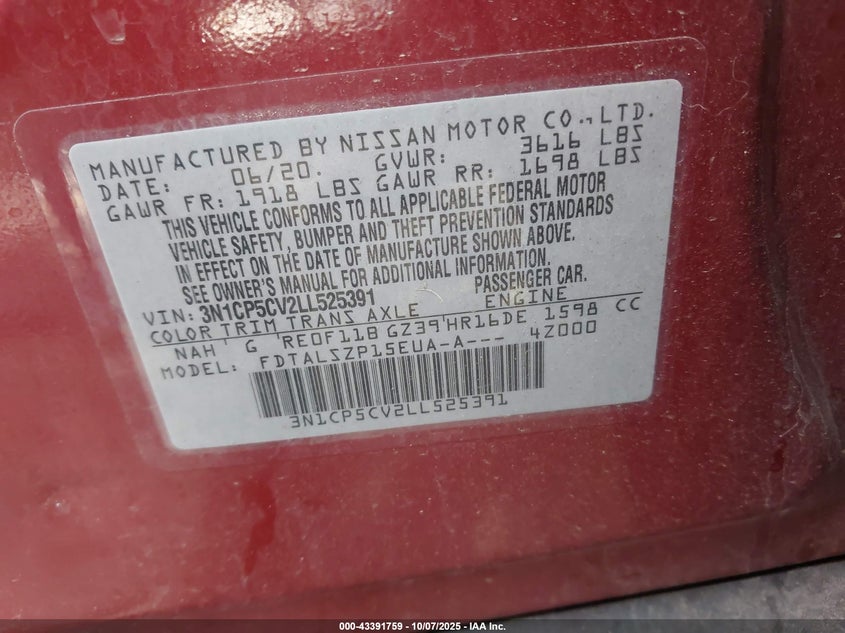 MANUFACTURED BY NISSAN MOTOR CO.,LTD.
DATE: 06/20. GVWR: 3616 LBS
GAWR FR: 1918 LBS GAWR RR: 1698 LBS
THIS VEHICLE CONFORMS TO ALL APPLICABLE FEDERAL MOTOR
VEHICLE SAFETY, BUMPER AND THEFT PREVENTION STANDARDS
IN EFFECT ON THE DATE OF MANUFACTURE SHOWN ABOVE.
SEE OWNER'S MANUAL FOR ADDITIONAL INFORMATION.
VIN: 3N1CP5CV2LL525391 PASSENGER CAR.
COLOR TRIM TRANS AXLE ENGINE
NAH' G RE0F11B GZ39'HR16DE 1598 CC
MODEL: FDTALSZP15EUA-A--- 4Z000
3N1CP5CV2LL525391
000-43391759 | 10/07/2025 - IAA Inc.